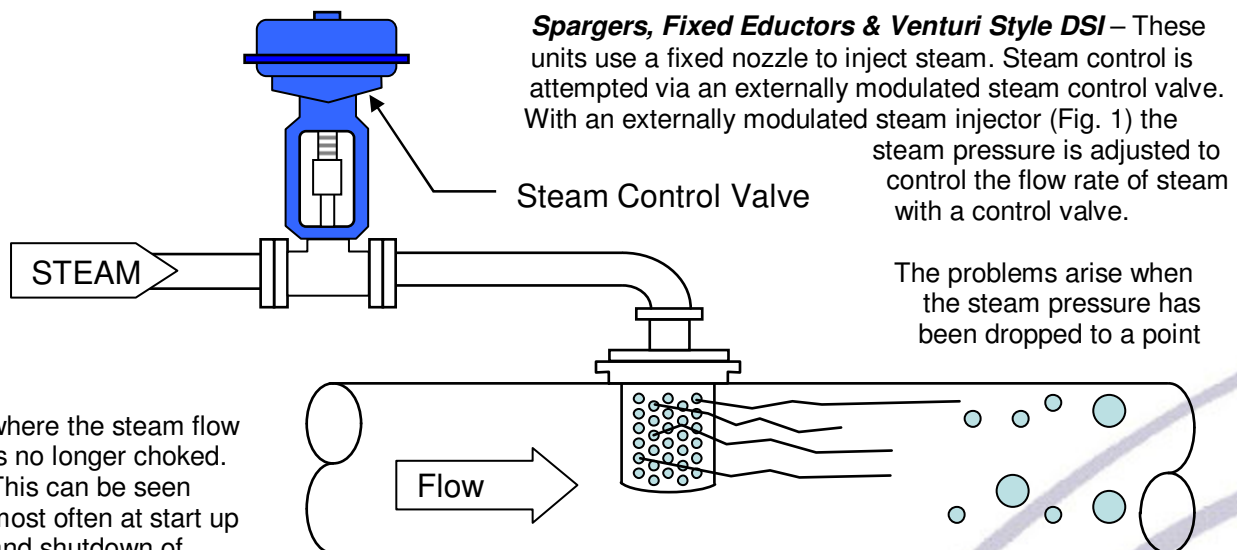 Spargers, Fixed Eductors & Venturi Style DSI – These
units use a fixed nozzle to inject steam. Steam control is
attempted via an externally modulated steam control valve.
With an externally modulated steam injector (Fig. 1) the
steam pressure is adjusted to
control the flow rate of steam
with a control valve.
Steam Control Valve
STEAM
The problems arise when
the steam pressure has
been dropped to a point
where the steam flow
s no longer choked.
This can be seen
most often at start up
and shutdown of
Flow